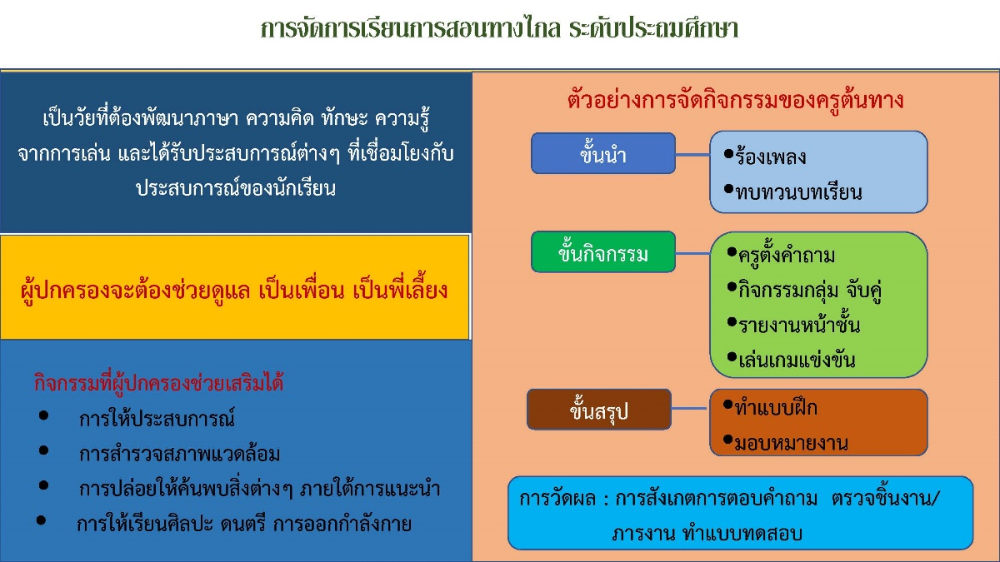 การจัดการเรียนการสอนทางไกล ระดับประถมศึกษา
เป็นวัยที่ต้องพัฒนาภาษา ความคิด ทักษะ ความรู้
จากการเล่น และได้รับประสบการณ์ต่างๆ ที่เชื่อมโยงกับ
ประสบการณ์ของนักเรียน
ผู้ปกครองจะต้องช่วยดูแล เป็นเพื่อน เป็นพี่เลี้ยง
กิจกรรมที่ผู้ปกครองช่วยเสริมได้
• การให้ประสบการณ์
• การสำรวจสภาพแวดล้อม
• การปล่อยให้ค้นพบสิ่งต่างๆ ภายใต้การแนะนำ
• การให้เรียนศิลปะ ดนตรี การออกกำลังกาย
ตัวอย่างการจัดกิจกรรมของครูต้นทาง
ขั้นนำ
•ร้องเพลง
•ทบทวนบทเรียน
ขั้นกิจกรรม
•ครูตั้งคำถาม
•กิจกรรมกลุ่ม จับคู่
•รายงานหน้าชั้น
•เล่นเกมแข่งขัน
ขั้นสรุป
•ทำแบบฝึก
•มอบหมายงาน
การวัดผล : การสังเกตการตอบคำถาม ตรวจชิ้นงาน/
ภารงาน ทำแบบทดสอบ